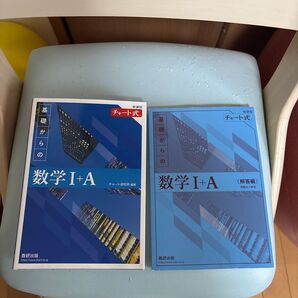 新課程
チャート式
基礎からの
数学Ⅰ+A
チャート研究所 編著
数研出版
新課程
チャート式
基礎からの
数学Ⅰ+A
〈解答編〉
数研出版